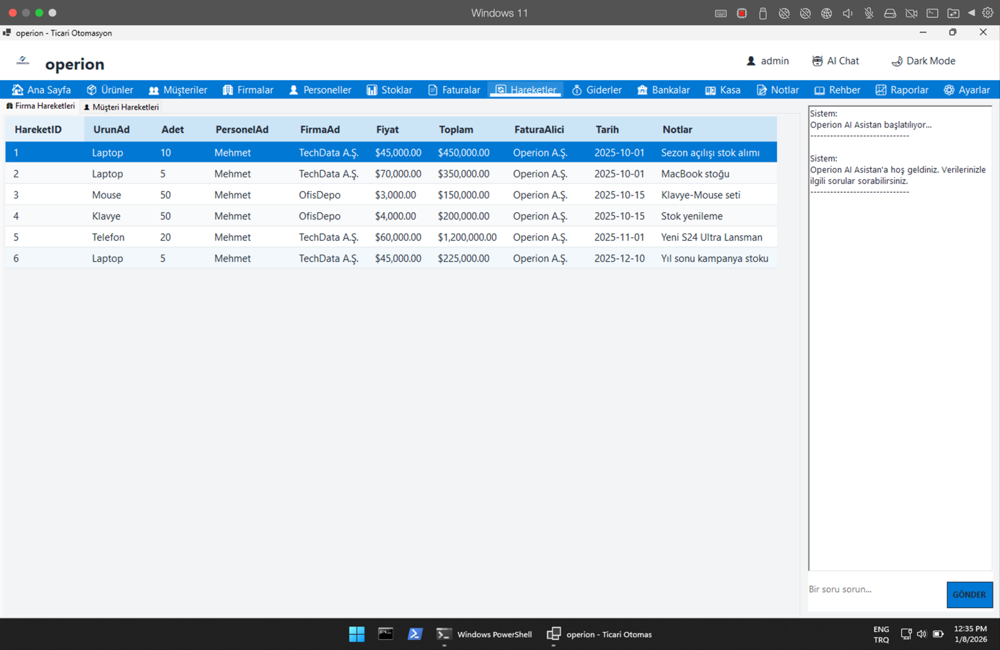 Windows 11
operion - Ticari Otomasyon
OPERION
operion
admin AI Chat Dark Mode
Ana Sayfa Ürünler Müşteriler Firmalar Personeller Stoklar Faturalar Hareketler Giderler Bankalar Kasa Notlar Rehber Raporlar Ayarlar
Firma Hareketleri Müşteri Hareketleri
HareketID UrunAd Adet PersonelAd FirmaAd Fiyat Toplam FaturaAlici Tarih Notlar
1 Laptop 10 Mehmet TechData A.Ş. $45,000.00 $450,000.00 Operion A.Ş. 2025-10-01 Sezon açılışı stok alımı
2 Laptop 5 Mehmet TechData A.Ş. $70,000.00 $350,000.00 Operion A.Ş. 2025-10-01 MacBook stoğu
3 Mouse 50 Mehmet OfisDepo $3,000.00 $150,000.00 Operion A.Ş. 2025-10-15 Klavye-Mouse seti
4 Klavye 50 Mehmet OfisDepo $4,000.00 $200,000.00 Operion A.Ş. 2025-10-15 Stok yenileme
5 Telefon 20 Mehmet TechData A.Ş. $60,000.00 $1,200,000.00 Operion A.Ş. 2025-11-01 Yeni S24 Ultra Lansman
6 Laptop 5 Mehmet TechData A.Ş. $45,000.00 $225,000.00 Operion A.Ş. 2025-12-10 Yıl sonu kampanya stoku
Sistem:
Operion AI Asistan başlatılıyor...
------------------------------
Sistem:
Operion AI Asistan'a hoş geldiniz. Verilerinizle
ilgili sorular sorabilirsiniz.
------------------------------
Bir soru sorun...
GÖNDER
Windows PowerShell
operion - Ticari Otomas
ENG
TRQ
12:35 PM
1/8/2026